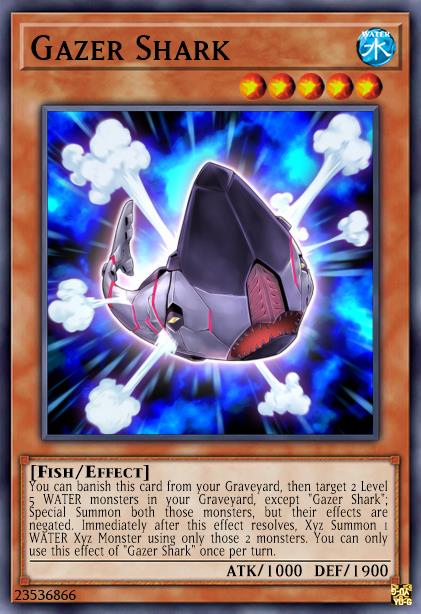 Gazer Shark
WATER
水
[Fish/Effect]
You can banish this card from your Graveyard, then target 2 Level
5 WATER monsters in your Graveyard, except "Gazer Shark";
Special Summon both those monsters, but their effects are
negated. Immediately after this effect resolves, Xyz Summon 1
WATER Xyz Monster using only those 2 monsters. You can only
use this effect of "Gazer Shark" once per turn.
ATK/1000 DEF/1900
23536866